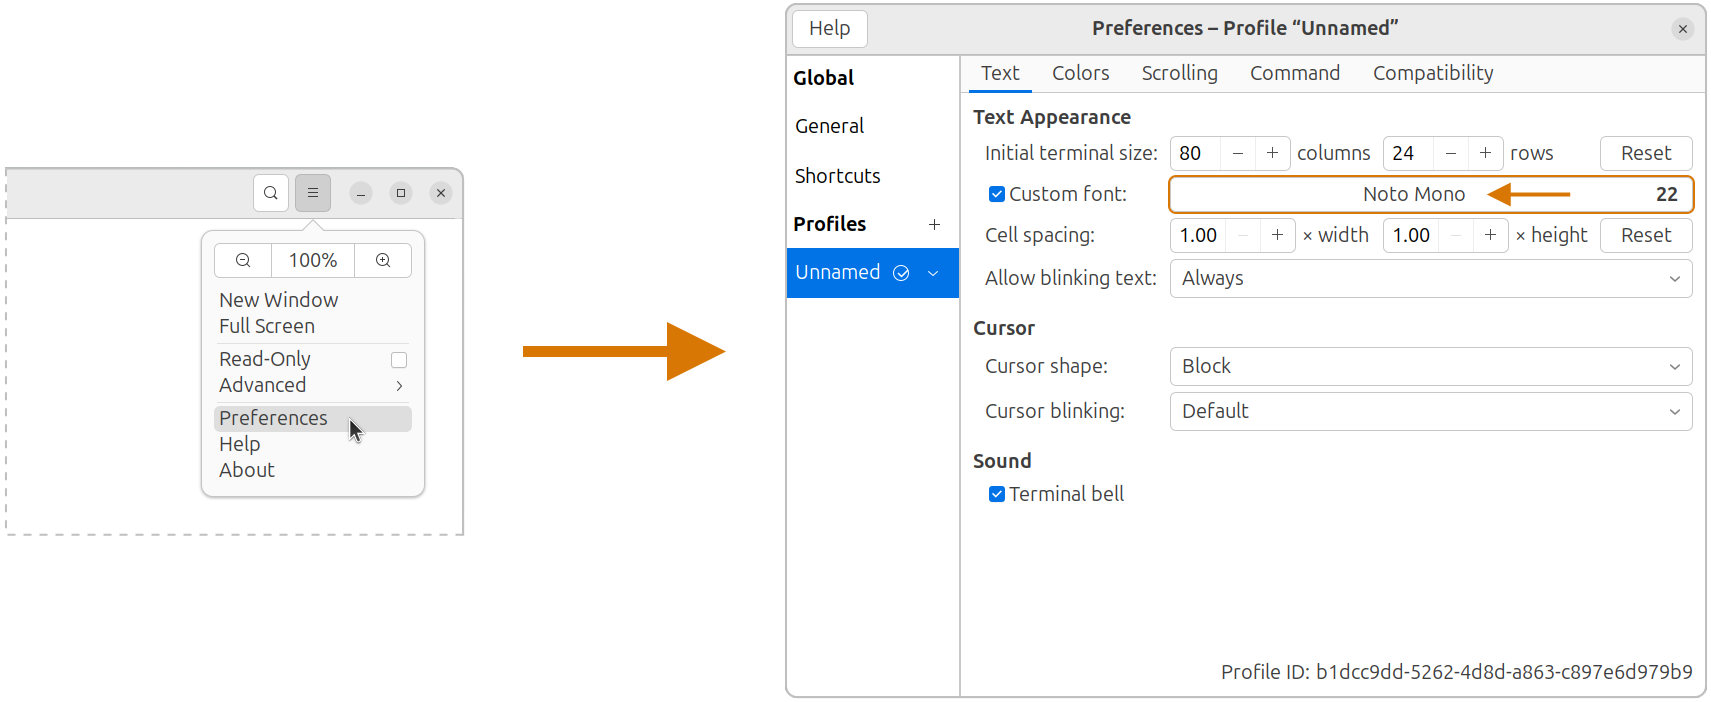 100%
New Window
Full Screen
Read-Only
Advanced
Preferences
Help
About
Help
Preferences – Profile “Unnamed”
Global
General
Shortcuts
Profiles
Unnamed
Text Colors Scrolling Command Compatibility
Text Appearance
Initial terminal size: 80 columns 24 rows Reset
Custom font: Noto Mono 22
Cell spacing: 1.00 × width 1.00 × height Reset
Allow blinking text: Always
Cursor
Cursor shape: Block
Cursor blinking: Default
Sound
Terminal bell
Profile ID: b1dcc9dd-5262-4d8d-a863-c897e6d979b9